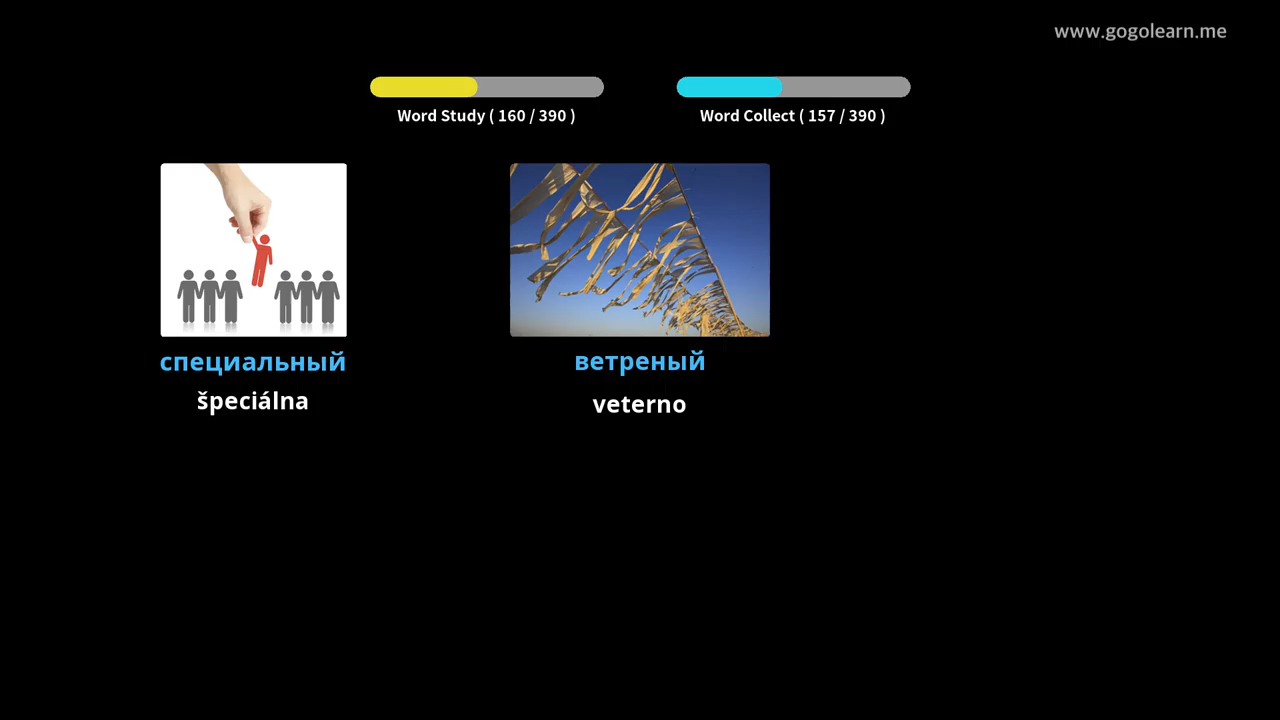 www.gogolearn.me
Word Study ( 160 / 390 )
Word Collect ( 157 / 390 )
специальный
ветреный
špeciálna
veterno